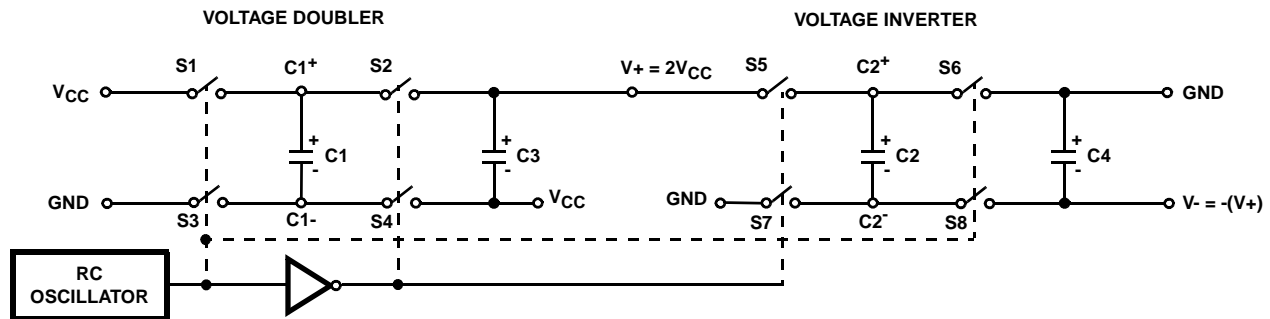 VOLTAGE DOUBLER
VOLTAGE INVERTER
S1 C1+ S2 V+ = 2VCC S5 C2+ S6
VCC GND
+ + + +
C1 C3 C2 C4
- - - -
GND VCC GND V- = -(V+)
S3 C1- S4 S7 C2- S8
RC
OSCILLATOR